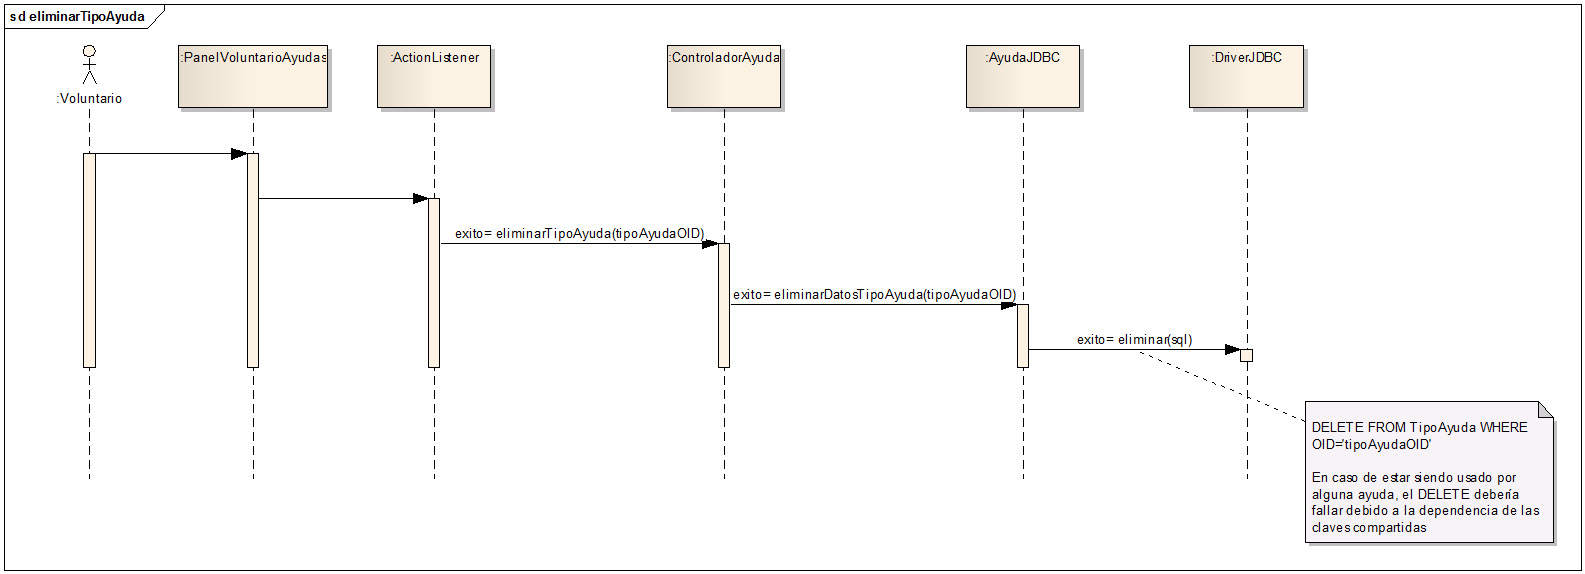 sd eliminarTipoAyuda
:Voluntario
:PanelVoluntarioAyudas
:ActionListener
:ControladorAyuda
:AyudaJDBC
:DriverJDBC
exito= eliminarTipoAyuda(tipoAyudaOID)
exito= eliminarDatosTipoAyuda(tipoAyudaOID)
exito= eliminar(sql)
DELETE FROM TipoAyuda WHERE
OID='tipoAyudaOID'
En caso de estar siendo usado por
alguna ayuda, el DELETE debería
fallar debido a la dependencia de las
claves compartidas